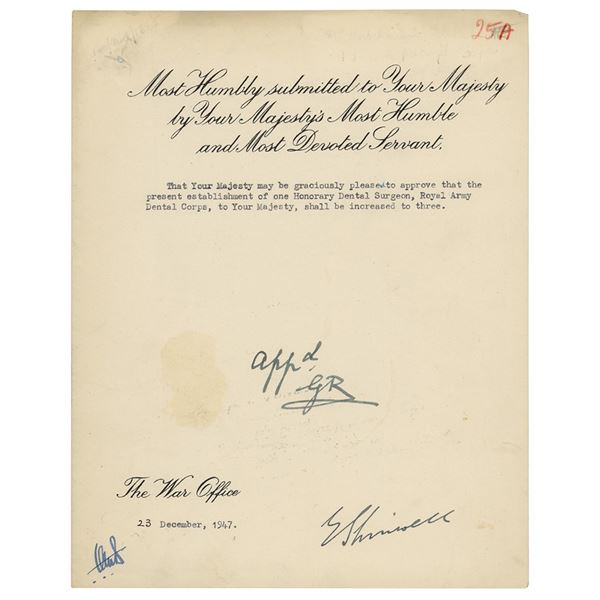 25A
Most Humbly submitted to Your Majesty
by Your Majesty's Most Humble
and Most Devoted Servant.
That Your Majesty may be graciously pleased to approve that the
present establishment of one Honorary Dental Surgeon, Royal Army
Dental Corps, to Your Majesty, shall be increased to three.
appd
GR
The War Office
23 December, 1947.
E Shinwell